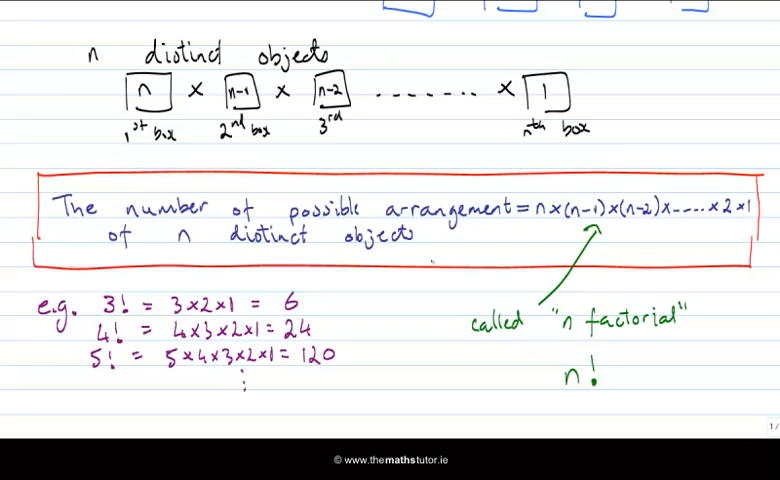 n distinct objects
n × n-1 × n-2 ........ × 1
1st box 2nd box 3rd nth box
The number of possible arrangement = n×(n-1)×(n-2)×.....×2×1
of n distinct objects
e.g. 3! = 3×2×1 = 6
4! = 4×3×2×1 = 24
5! = 5×4×3×2×1 = 120
⋮
called "n factorial"
n!
1/
© www.themathstutor.ie